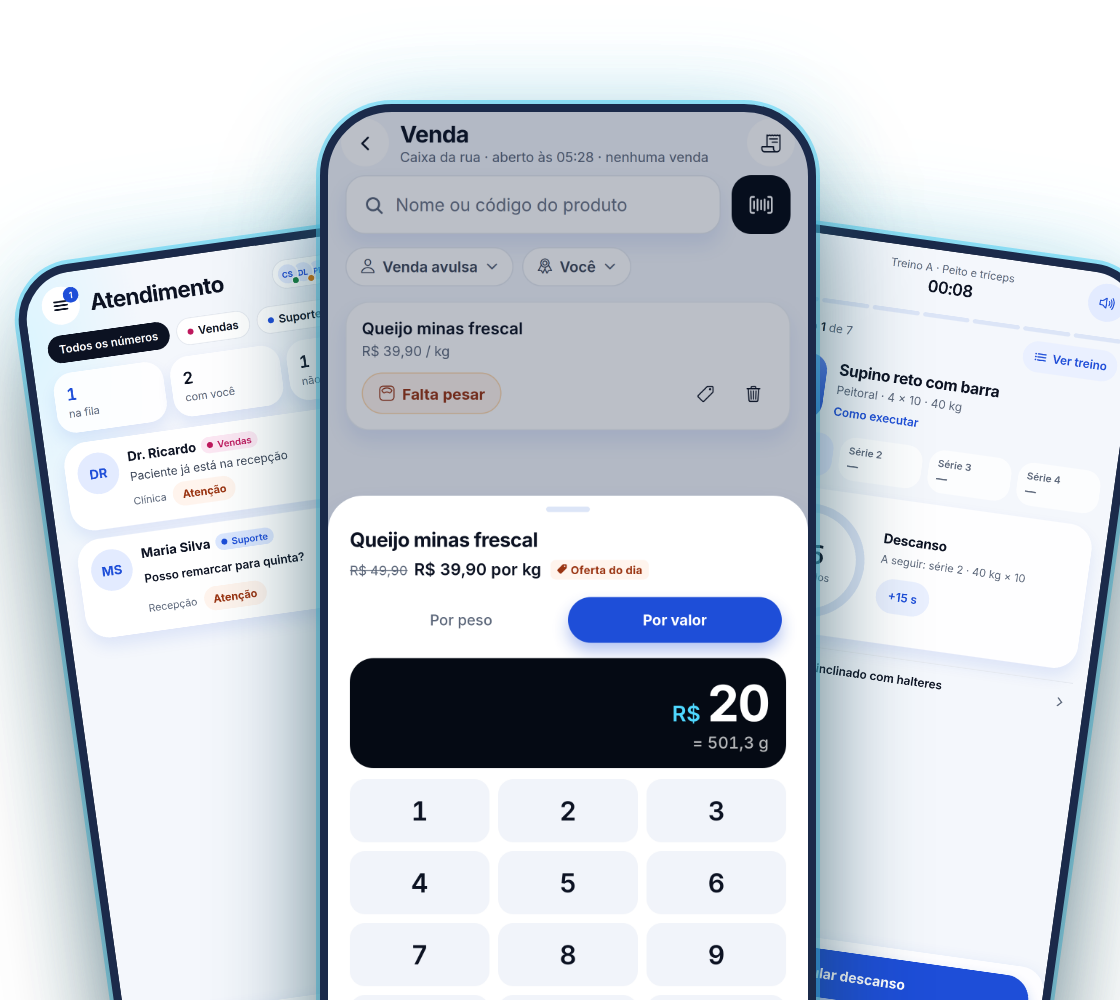 Atendimento
1
CS
DL
Todos os números
Vendas
Suporte
1
na fila
2
com você
1
não
DR
Dr. Ricardo
Vendas
Paciente já está na recepção
Clínica
Atenção
MS
Maria Silva
Suporte
Posso remarcar para quinta?
Recepção
Atenção
Venda
Caixa da rua · aberto às 05:28 · nenhuma venda
Nome ou código do produto
Venda avulsa
Você
Queijo minas frescal
R$ 39,90 / kg
Falta pesar
Queijo minas frescal
R$ 49,90 R$ 39,90 por kg Oferta do dia
Por peso
Por valor
R$ 20
= 501,3 g
1 2 3
4 5 6
7 8 9
Treino A · Peito e tríceps
00:08
1 de 7
Ver treino
Supino reto com barra
Peitoral · 4 × 10 · 40 kg
Como executar
Série 2
—
Série 3
—
Série 4
—
Descanso
A seguir: série 2 · 40 kg × 10
+15 s
inclinado com halteres
descanso